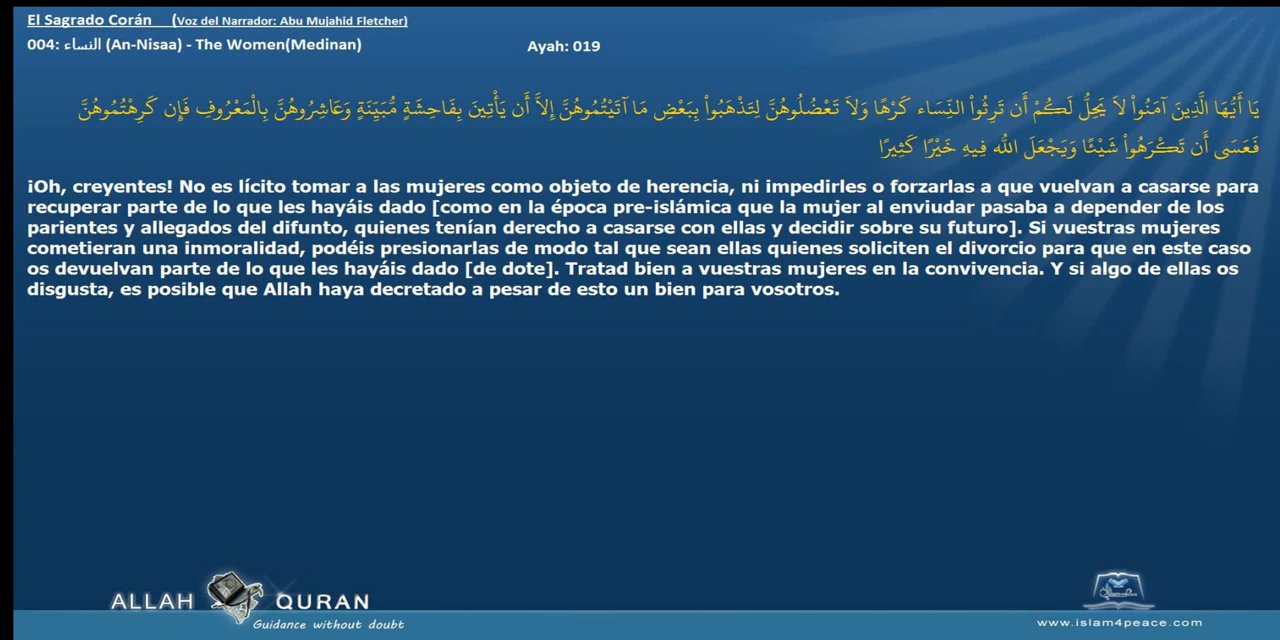 El Sagrado Corán (Voz del Narrador: Abu Mujahid Fletcher)
004: النساء (An-Nisaa) - The Women(Medinan) Ayah: 019
يَا أَيُّهَا الَّذِينَ آمَنُواْ لاَ يَحِلُّ لَكُمْ أَن تَرِثُواْ النِّسَاء كَرْهًا وَلاَ تَعْضُلُوهُنَّ لِتَذْهَبُواْ بِبَعْضِ مَا آتَيْتُمُوهُنَّ إِلاَّ أَن يَأْتِينَ بِفَاحِشَةٍ مُّبَيِّنَةٍ وَعَاشِرُوهُنَّ بِالْمَعْرُوفِ فَإِن كَرِهْتُمُوهُنَّ
فَعَسَى أَن تَكْرَهُواْ شَيْئًا وَيَجْعَلَ اللّه فِيهِ خَيْرًا كَثِيرًا
¡Oh, creyentes! No es lícito tomar a las mujeres como objeto de herencia, ni impedirles o forzarlas a que vuelvan a casarse para
recuperar parte de lo que les hayáis dado [como en la época pre-islámica que la mujer al enviudar pasaba a depender de los
parientes y allegados del difunto, quienes tenían derecho a casarse con ellas y decidir sobre su futuro]. Si vuestras mujeres
cometieran una inmoralidad, podéis presionarlas de modo tal que sean ellas quienes soliciten el divorcio para que en este caso
os devuelvan parte de lo que les hayáis dado [de dote]. Tratad bien a vuestras mujeres en la convivencia. Y si algo de ellas os
disgusta, es posible que Allah haya decretado a pesar de esto un bien para vosotros.
ALLAH QURAN
Guidance without doubt
www.islam4peace.com